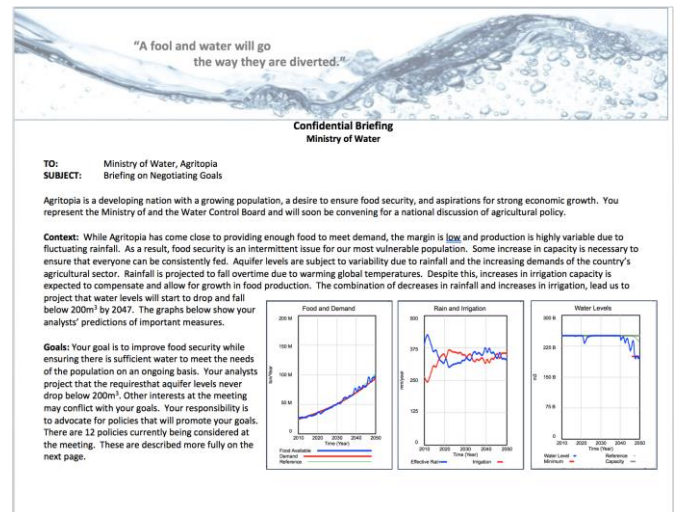 "A fool and water will go
the way they are diverted."
Confidential Briefing
Ministry of Water
TO: Ministry of Water, Agritopia
SUBJECT: Briefing on Negotiating Goals
Agritopia is a developing nation with a growing population, a desire to ensure food security, and aspirations for strong economic growth. You
represent the Ministry of and the Water Control Board and will soon be convening for a national discussion of agricultural policy.
Context: While Agritopia has come close to providing enough food to meet demand, the margin is low and production is highly variable due to
fluctuating rainfall. As a result, food security is an intermittent issue for our most vulnerable population. Some increase in capacity is necessary to
ensure that everyone can be consistently fed. Aquifer levels are subject to variability due to rainfall and the increasing demands of the country's
agricultural sector. Rainfall is projected to fall overtime due to warming global temperatures. Despite this, increases in irrigation capacity is
expected to compensate and allow for growth in food production. The combination of decreases in rainfall and increases in irrigation, lead us to
project that water levels will start to drop and fall
below 200m³ by 2047. The graphs below show your
analysts' predictions of important measures.
Goals: Your goal is to improve food security while
ensuring there is sufficient water to meet the needs
of the population on an ongoing basis. Your analysts
project that the requiresthat aquifer levels never
drop below 200m³. Other interests at the meeting
may conflict with your goals. Your responsibility is
to advocate for policies that will promote your goals.
There are 12 policies currently being considered at
the meeting. These are described more fully on the
next page.
Food and Demand
200 M
150 M
100 M
50 M
0
2010 2020 2030 2040 2050
Time (Year)
Food Available
Demand
Reference
Rain and Irrigation
500
375
250
125
0
2010 2020 2030 2040 2050
Time (Year)
Effective Rain
Irrigation
Water Levels
300 B
225 B
150 B
75 B
0
2010 2020 2030 2040 2050
Time (Year)
Water Level
Minimum
Reference
Capacity